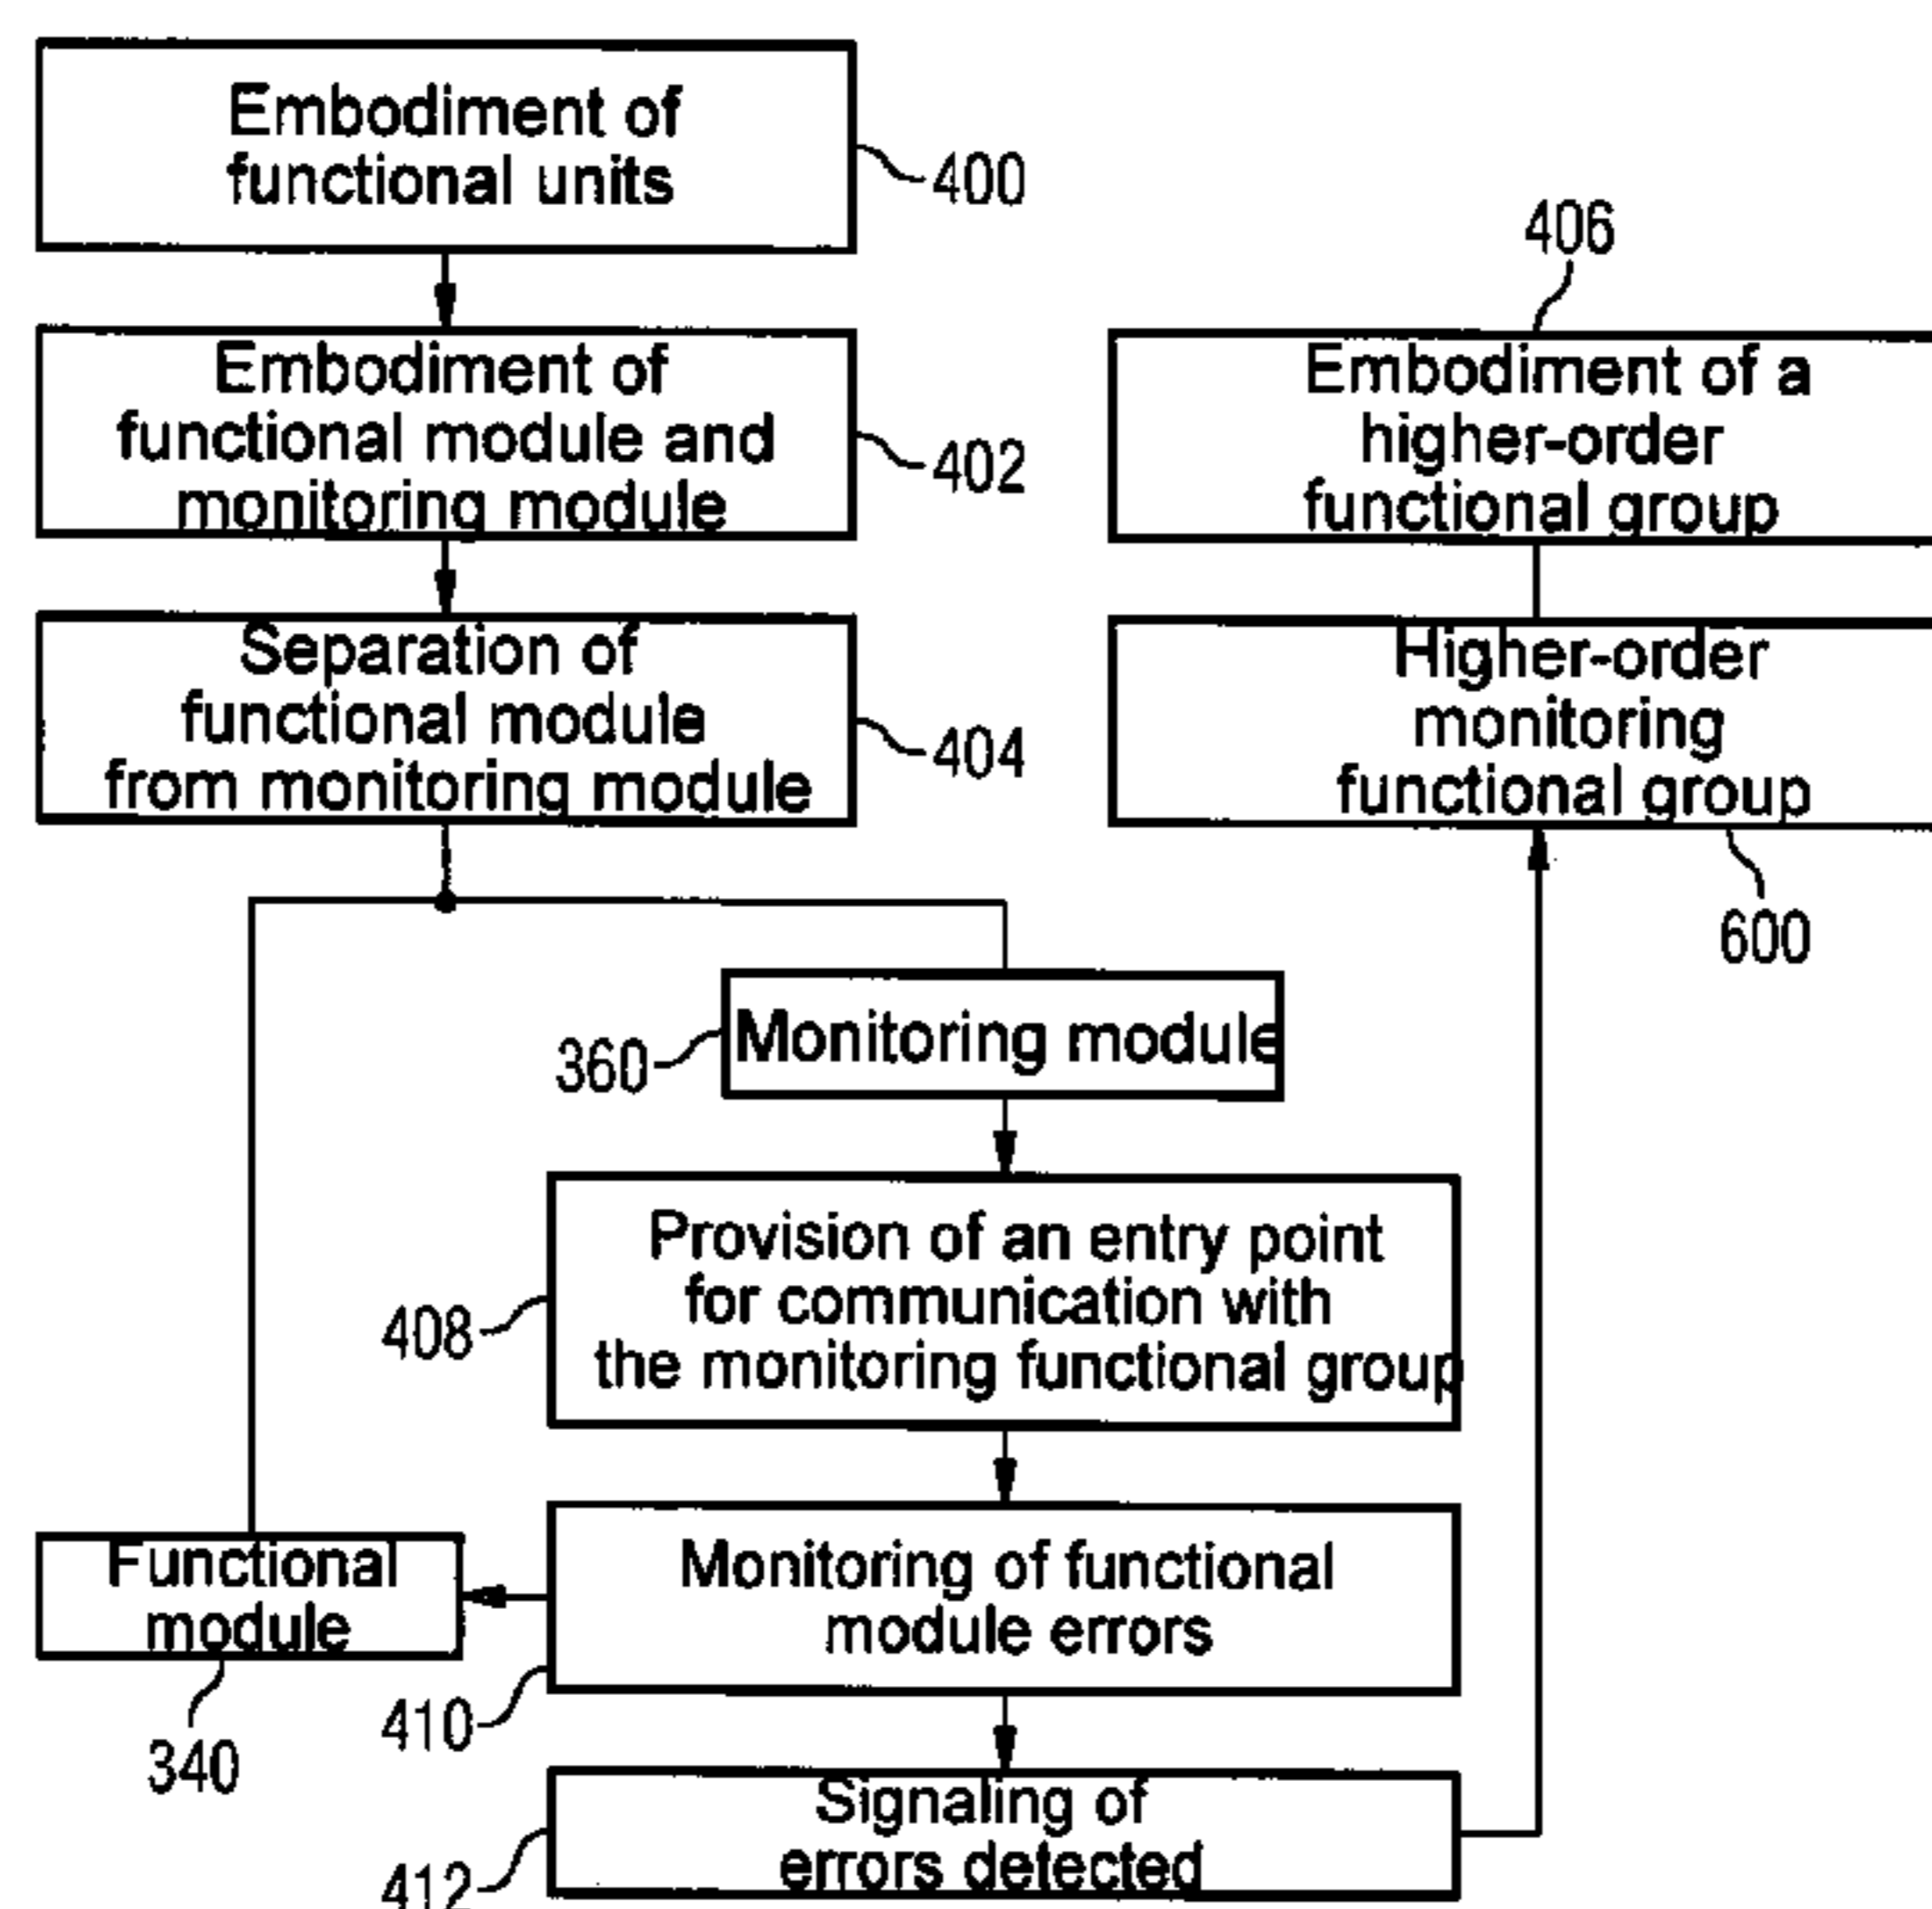 Embodiment of
functional units
400
Embodiment of
functional module and
monitoring module
402
406
Embodiment of a
higher-order
functional group
Separation of
functional module
from monitoring module
404
Higher-order
monitoring
functional group
600
Monitoring module
360
Provision of an entry point
for communication with
the monitoring functional group
408
Functional
module
340
Monitoring of functional
module errors
410
Signaling of
errors detected
412